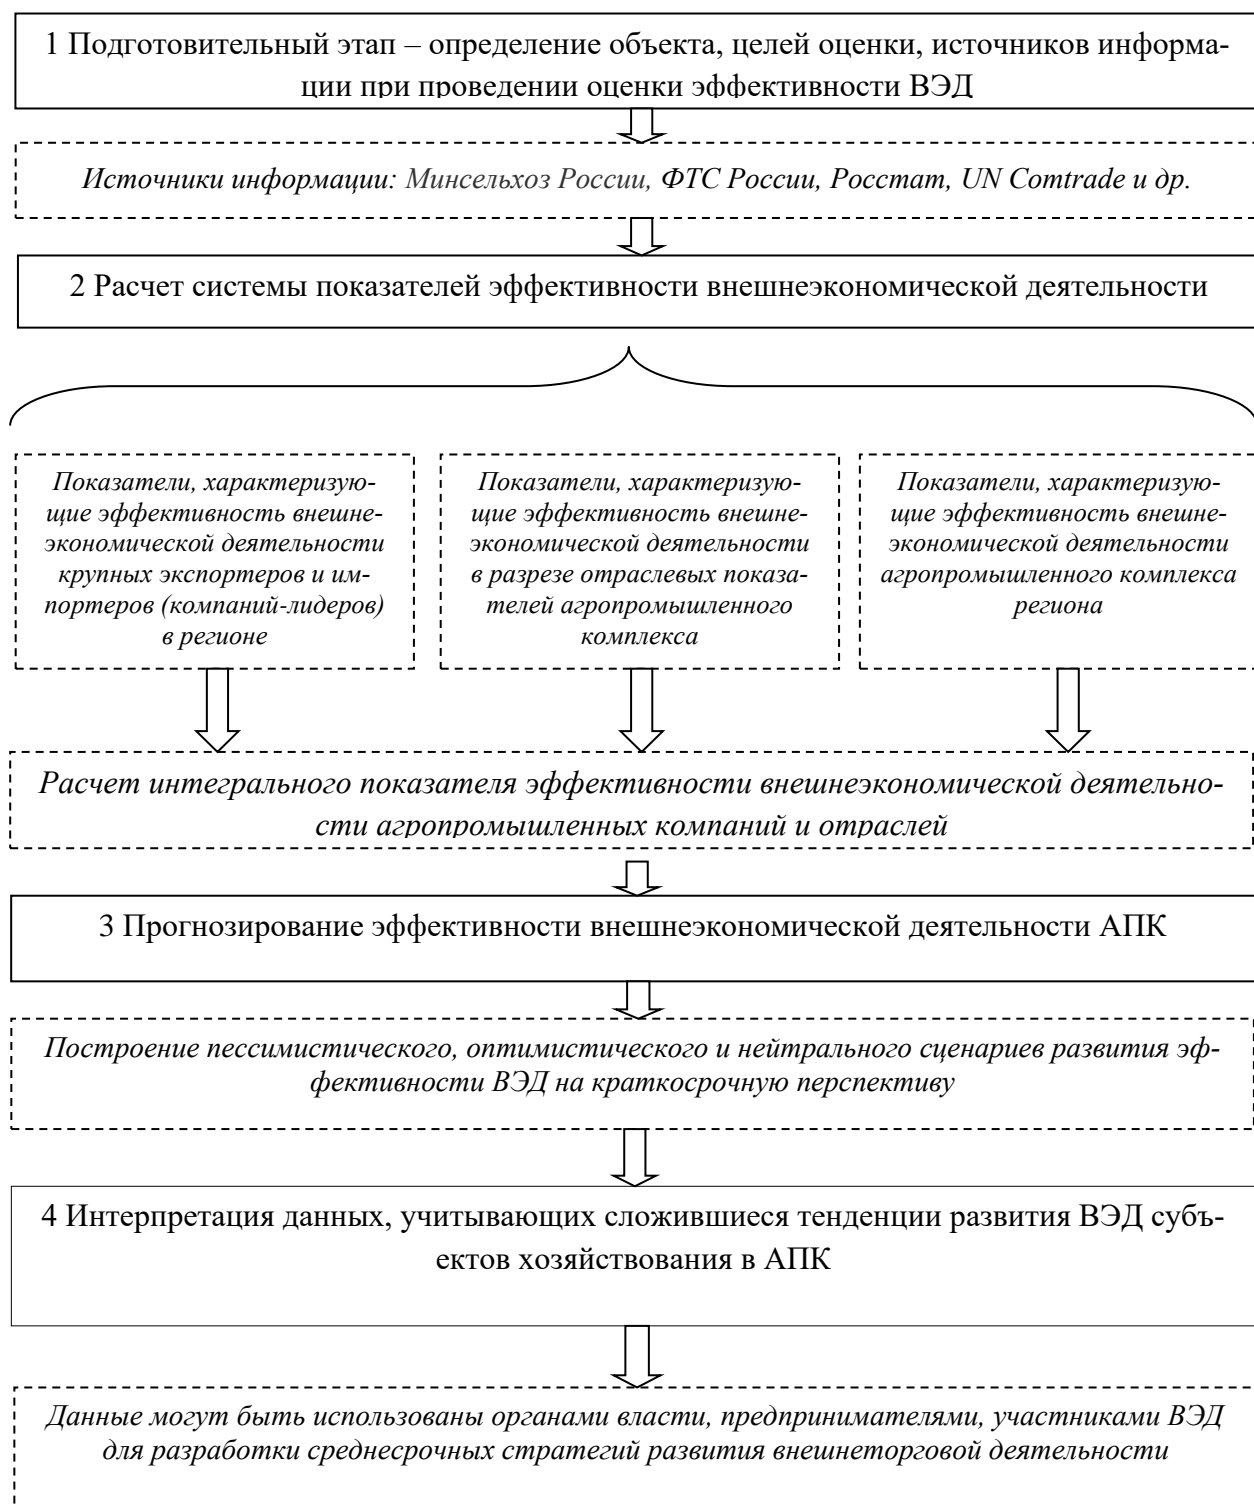 1 Подготовительный этап – определение объекта, целей оценки, источников информа-
ции при проведении оценки эффективности ВЭД
Источники информации: Минсельхоз России, ФТС России, Росстат, UN Comtrade и др.
2 Расчет системы показателей эффективности внешнеэкономической деятельности
Показатели, характеризую-
щие эффективность внешне-
экономической деятельности
крупных экспортеров и им-
портеров (компаний-лидеров)
в регионе
Показатели, характеризую-
щие эффективность внешне-
экономической деятельности
в разрезе отраслевых показа-
телей агропромышленного
комплекса
Показатели, характеризую-
щие эффективность внешне-
экономической деятельности
агропромышленного комплекса
региона
Расчет интегрального показателя эффективности внешнеэкономической деятельно-
сти агропромышленных компаний и отраслей
3 Прогнозирование эффективности внешнеэкономической деятельности АПК
Построение пессимистического, оптимистического и нейтрального сценариев развития эф-
фективности ВЭД на краткосрочную перспективу
4 Интерпретация данных, учитывающих сложившиеся тенденции развития ВЭД субъ-
ектов хозяйствования в АПК
Данные могут быть использованы органами власти, предпринимателями, участниками ВЭД
для разработки среднесрочных стратегий развития внешнеторговой деятельности